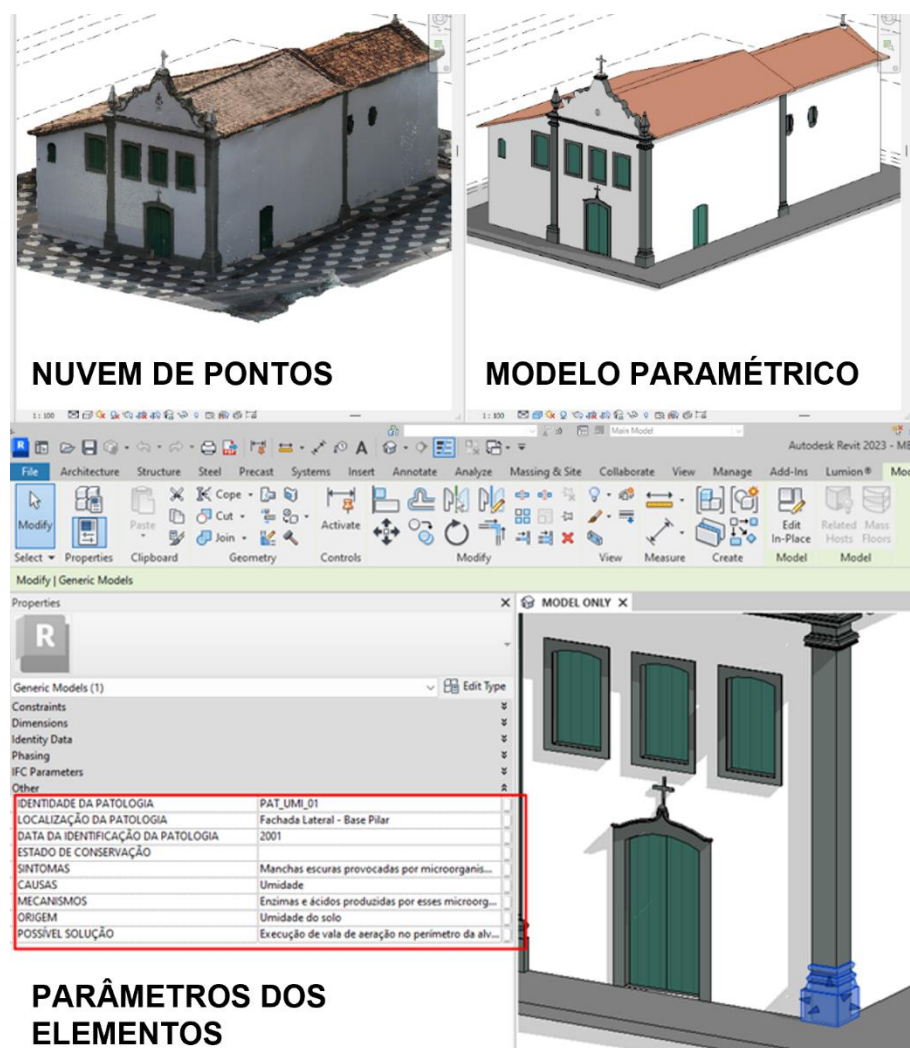 NUVEM DE PONTOS
MODELO PARAMÉTRICO
1 : 100
1 : 100
Main Model
Autodesk Revit 2023 - ME
File Architecture Structure Steel Precast Systems Insert Annotate Analyze Massing & Site Collaborate View Manage Add-Ins Lumion® Mod
Cope
Cut
Join
Modify
Paste
Activate
Edit In-Place
Related Hosts
Mass Floors
Select Properties Clipboard Geometry Controls Modify View Measure Create Model Model
Modify | Generic Models
Properties
MODEL ONLY
R
Generic Models (1)
Edit Type
Constraints
Dimensions
Identity Data
Phasing
IFC Parameters
Other
IDENTIDADE DA PATOLOGIA PAT_UMI_01
LOCALIZAÇÃO DA PATOLOGIA Fachada Lateral - Base Pilar
DATA DA IDENTIFICAÇÃO DA PATOLOGIA 2001
ESTADO DE CONSERVAÇÃO
SINTOMAS Manchas escuras provocadas por microorganis...
CAUSAS Umidade
MECANISMOS Enzimas e ácidos produzidas por esses microorg...
ORIGEM Umidade do solo
POSSÍVEL SOLUÇÃO Execução de vala de aeração no perímetro da alv...
PARÂMETROS DOS
ELEMENTOS